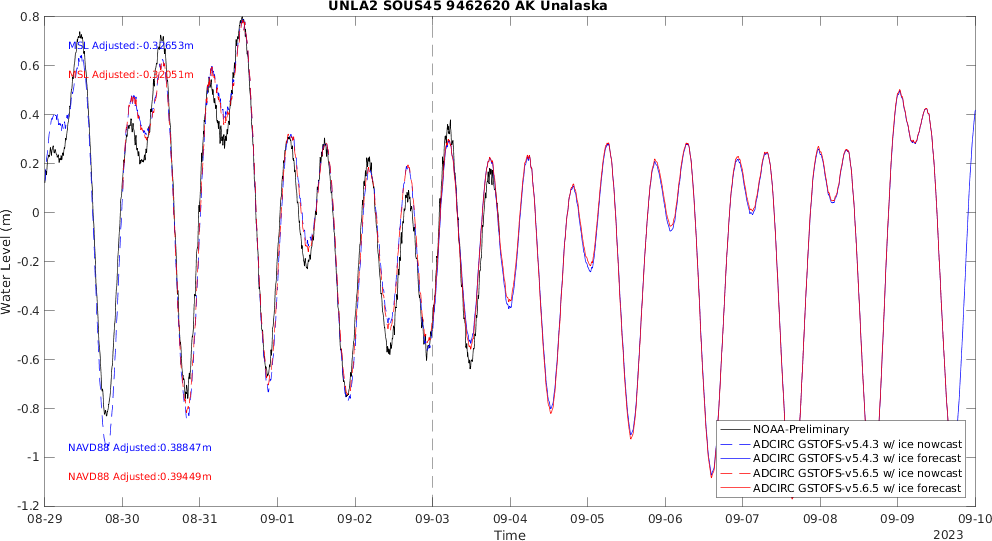 UNLA2 SOUS45 9462620 AK Unalaska
0.8
0.6
0.4
0.2
0
-0.2
-0.4
-0.6
-0.8
-1
-1.2
Water Level (m)
MSL Adjusted:-0.32653m
MSL Adjusted:-0.32051m
NAVD88 Adjusted:0.38847m
NAVD88 Adjusted:0.39449m
NOAA-Preliminary
ADCIRC GSTOFS-v5.4.3 w/ ice nowcast
ADCIRC GSTOFS-v5.4.3 w/ ice forecast
ADCIRC GSTOFS-v5.6.5 w/ ice nowcast
ADCIRC GSTOFS-v5.6.5 w/ ice forecast
08-29 08-30 08-31 09-01 09-02 09-03 09-04 09-05 09-06 09-07 09-08 09-09 09-10
Time
2023